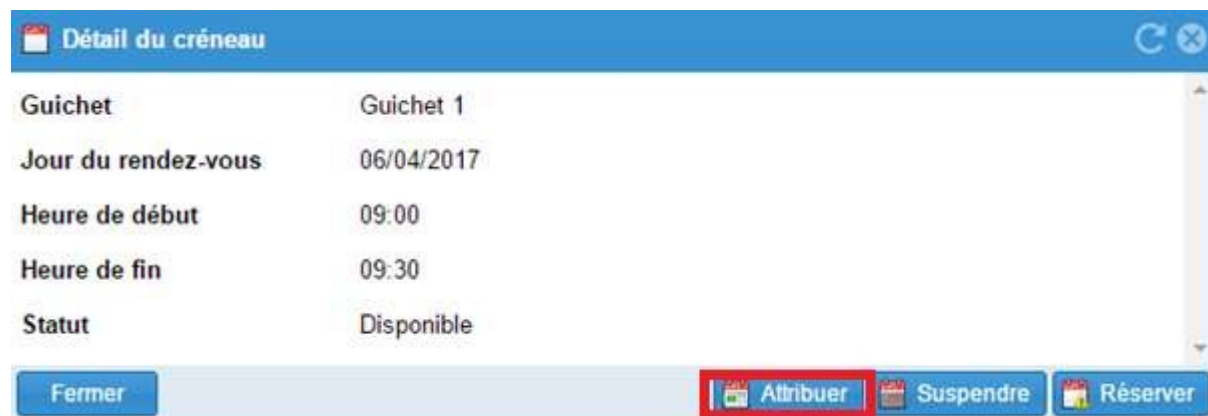 Détail du créneau
Guichet Guichet 1
Jour du rendez-vous 06/04/2017
Heure de début 09:00
Heure de fin 09:30
Statut Disponible
Fermer Attribuer Suspendre Réserver